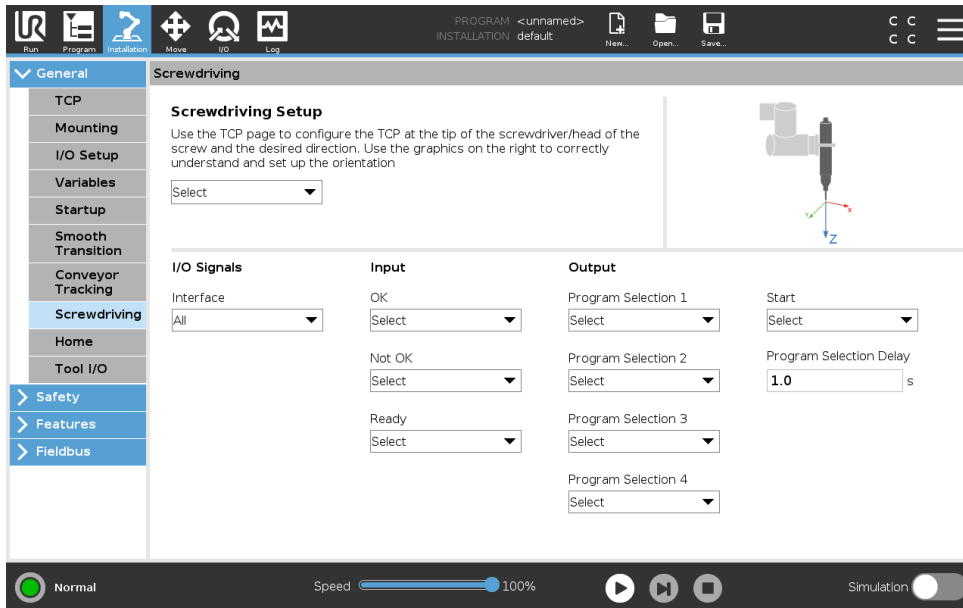 PROGRAM <unnamed>
INSTALLATION default
UR
Run
Program
Installation
Move
I/O
Log
New...
Open...
Save...
C C
C C
General
TCP
Mounting
I/O Setup
Variables
Startup
Smooth
Transition
Conveyor
Tracking
Screwdriving
Home
Tool I/O
Safety
Features
Fieldbus
Screwdriving
Screwdriving Setup
Use the TCP page to configure the TCP at the tip of the screwdriver/head of the
screw and the desired direction. Use the graphics on the right to correctly
understand and set up the orientation
Select
Y
X
Z
I/O Signals
Interface
All
Input
OK
Select
Not OK
Select
Ready
Select
Output
Program Selection 1
Select
Program Selection 2
Select
Program Selection 3
Select
Program Selection 4
Select
Start
Select
Program Selection Delay
1.0 s
Normal
Speed 100%
Simulation